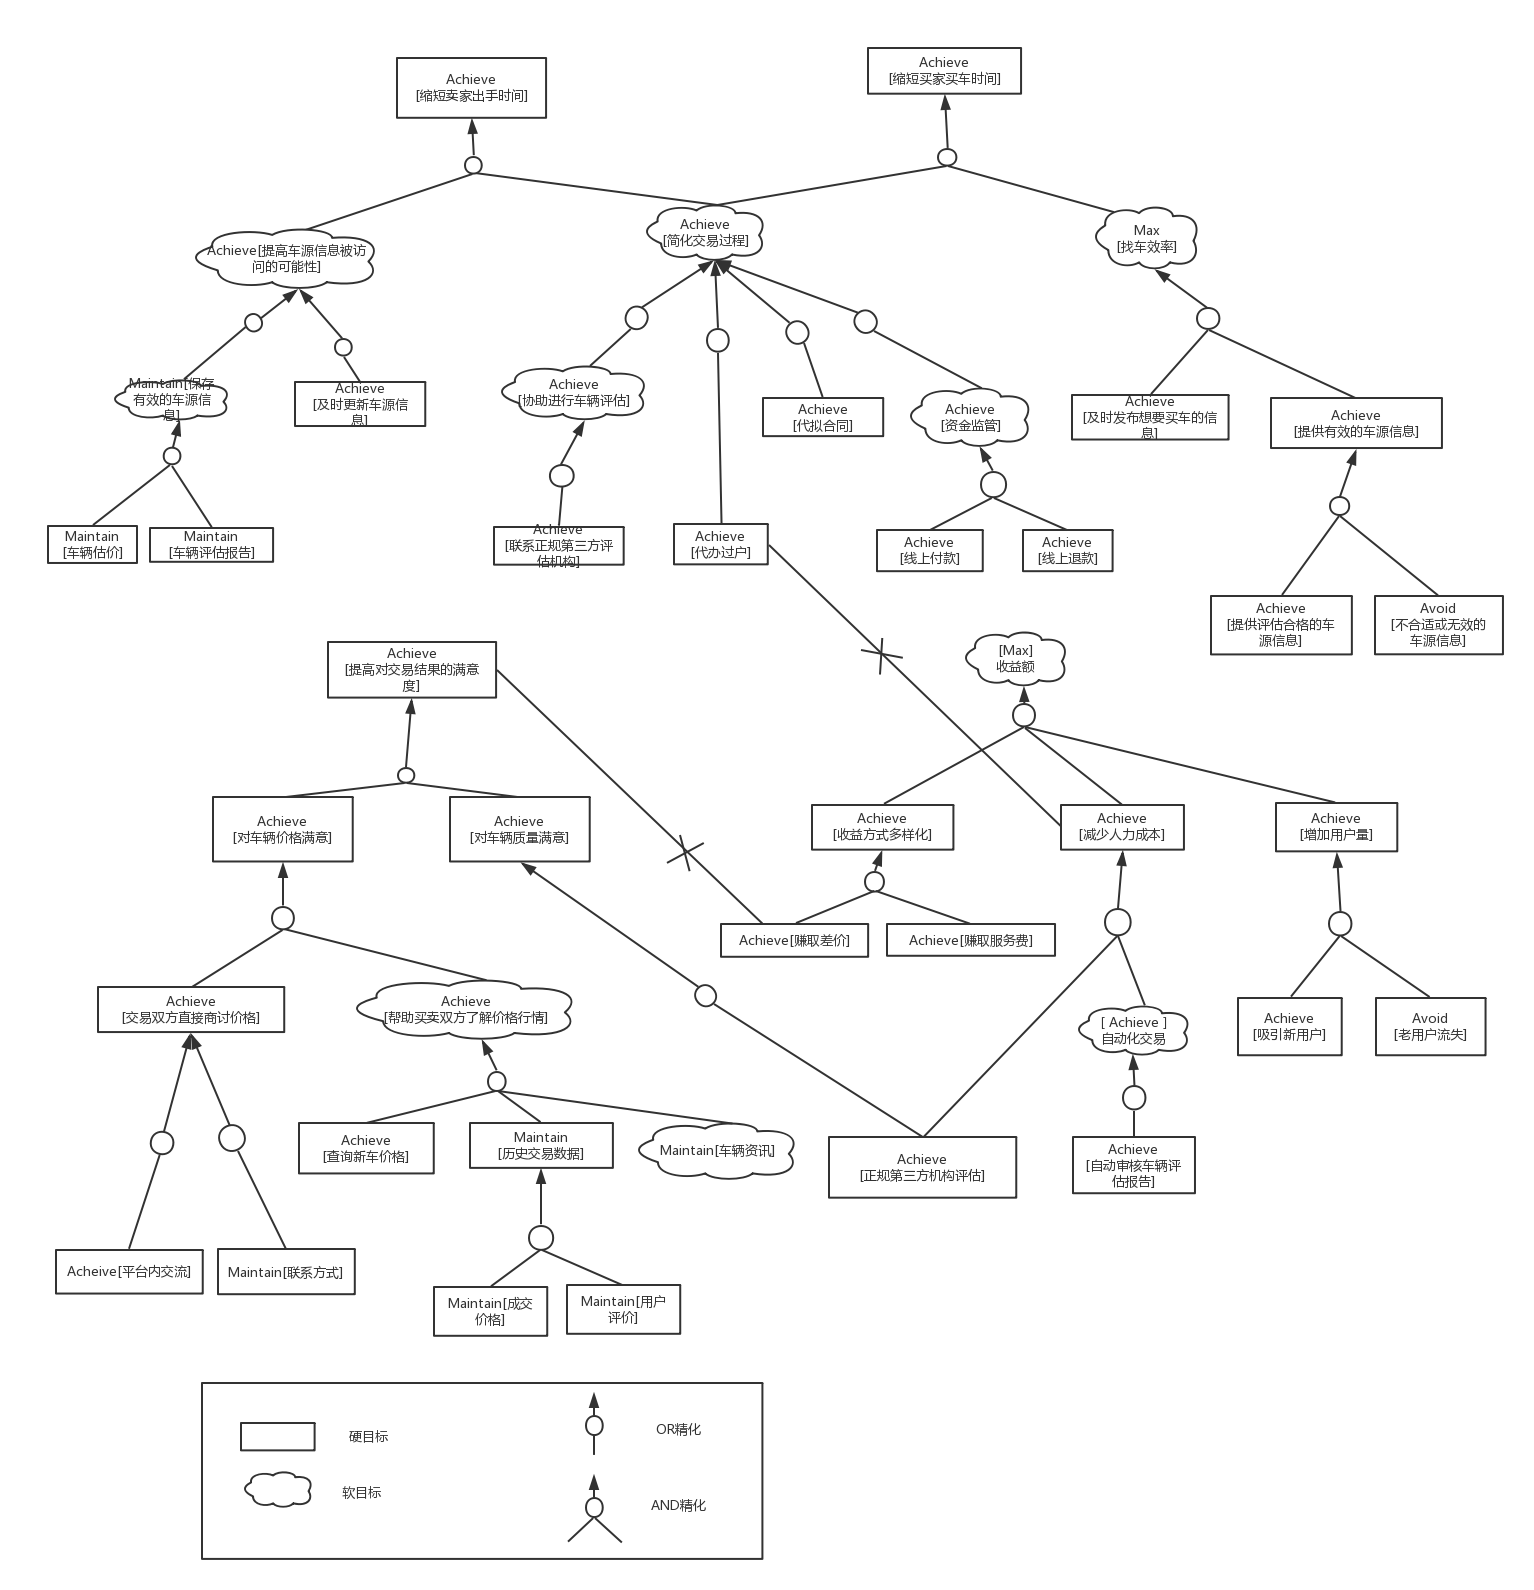 Achieve
[缩短卖家出手时间]
Achieve
[缩短买家买车时间]
Achieve[提高车源信息被访
问的可能性]
Achieve
[简化交易过程]
Max
[找车效率]
Maintain[保存
有效的车源信
息]
Achieve
[及时更新车源信
息]
Achieve
[协助进行车辆评估]
Achieve
[代拟合同]
Achieve
[资金监管]
Achieve
[及时发布想要买车的信
息]
Achieve
[提供有效的车源信息]
Maintain
[车辆估价]
Maintain
[车辆评估报告]
Achieve
[联系正规第三方评
估机构]
Achieve
[代办过户]
Achieve
[线上付款]
Achieve
[线上退款]
Achieve
[提供评估合格的车
源信息]
Avoid
[不合适或无效的
车源信息]
Achieve
[提高对交易结果的满意
度]
[Max]
收益额
Achieve
[对车辆价格满意]
Achieve
[对车辆质量满意]
Achieve
[收益方式多样化]
Achieve
[减少人力成本]
Achieve
[增加用户量]
Achieve[赚取差价]
Achieve[赚取服务费]
Achieve
[交易双方直接商讨价格]
Achieve
[帮助买卖双方了解价格行情]
[ Achieve ]
自动化交易
Achieve
[吸引新用户]
Avoid
[老用户流失]
Achieve
[查询新车价格]
Maintain
[历史交易数据]
Maintain[车辆资讯]
Achieve
[正规第三方机构评估]
Achieve
[自动审核车辆评
估报告]
Acheive[平台内交流]
Maintain[联系方式]
Maintain[成交
价格]
Maintain[用户
评价]
硬目标
OR精化
软目标
AND精化